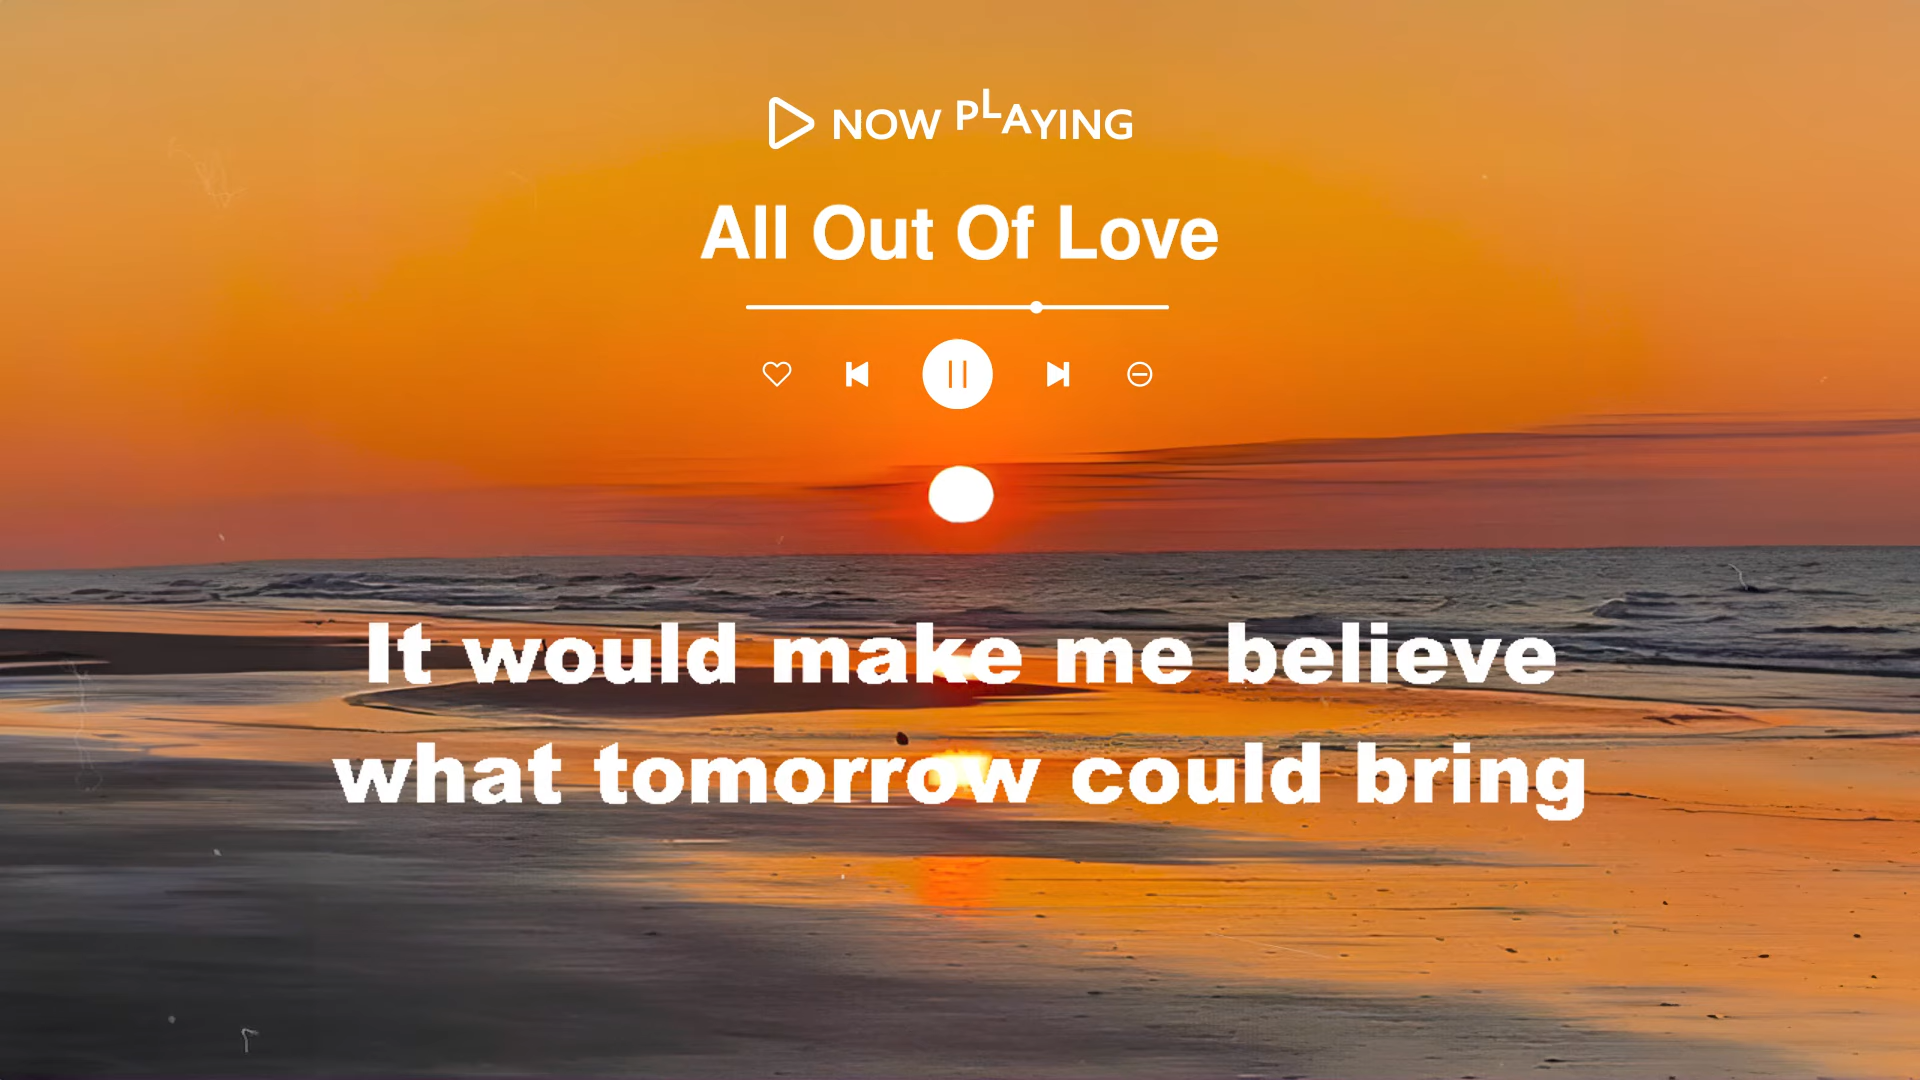 NOW PLAYING
All Out Of Love
It would make me believe
what tomorrow could bring